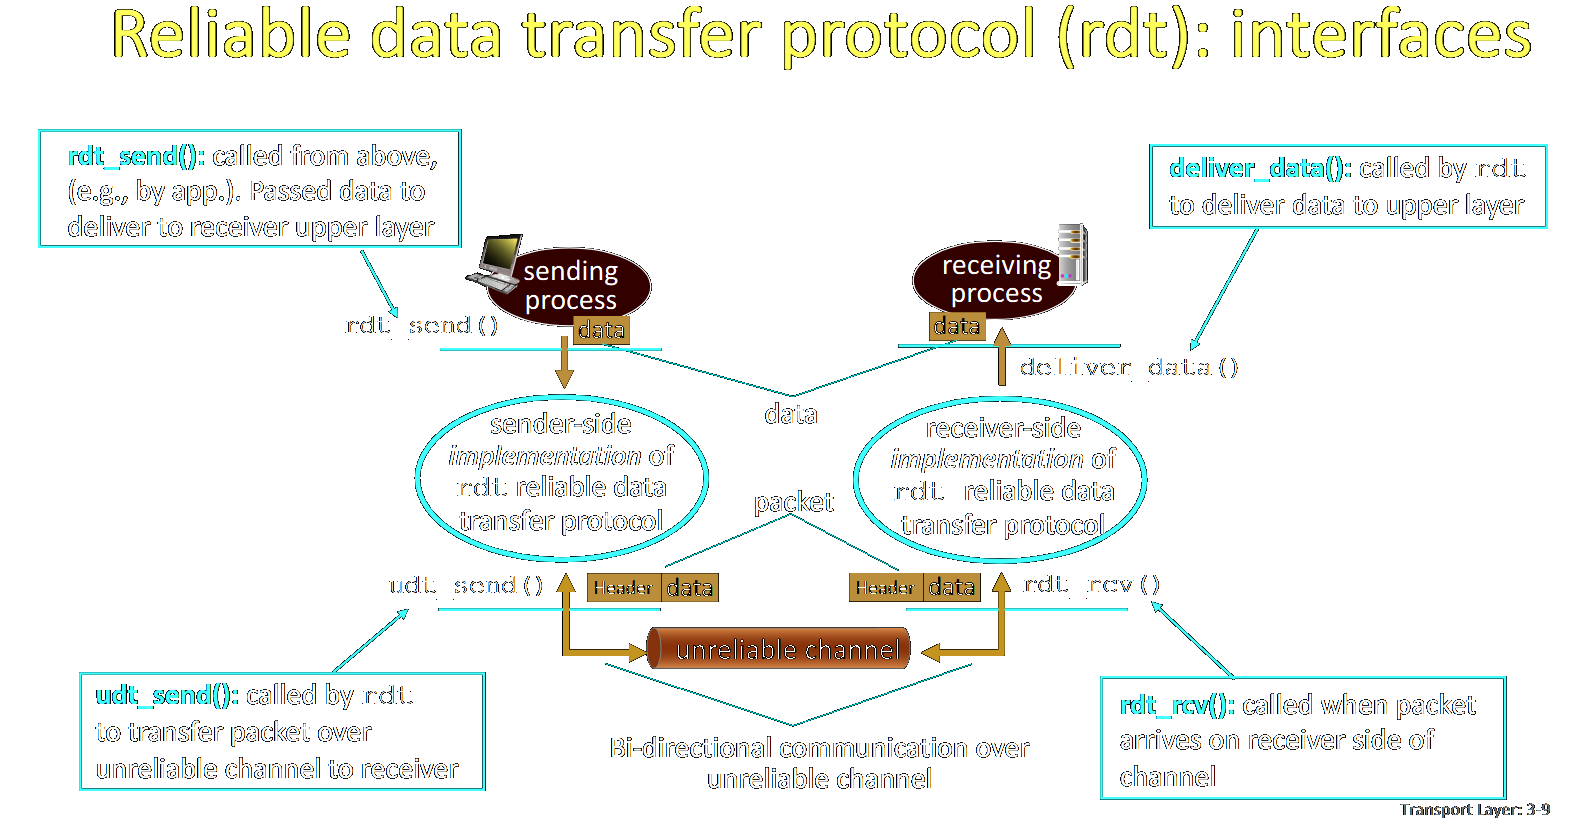 Reliable data transfer protocol (rdt): interfaces
rdt_send(): called from above,
(e.g., by app.). Passed data to
deliver to receiver upper layer
deliver_data(): called by rdt
to deliver data to upper layer
sending
process
receiving
process
rdt_send()
data
data
deliver_data()
data
sender-side
implementation of
rdt reliable data
transfer protocol
receiver-side
implementation of
rdt reliable data
transfer protocol
packet
udt_send()
Header data
Header data
rdt_rcv()
unreliable channel
udt_send(): called by rdt
to transfer packet over
unreliable channel to receiver
Bi-directional communication over
unreliable channel
rdt_rcv(): called when packet
arrives on receiver side of
channel
Transport Layer: 3-9